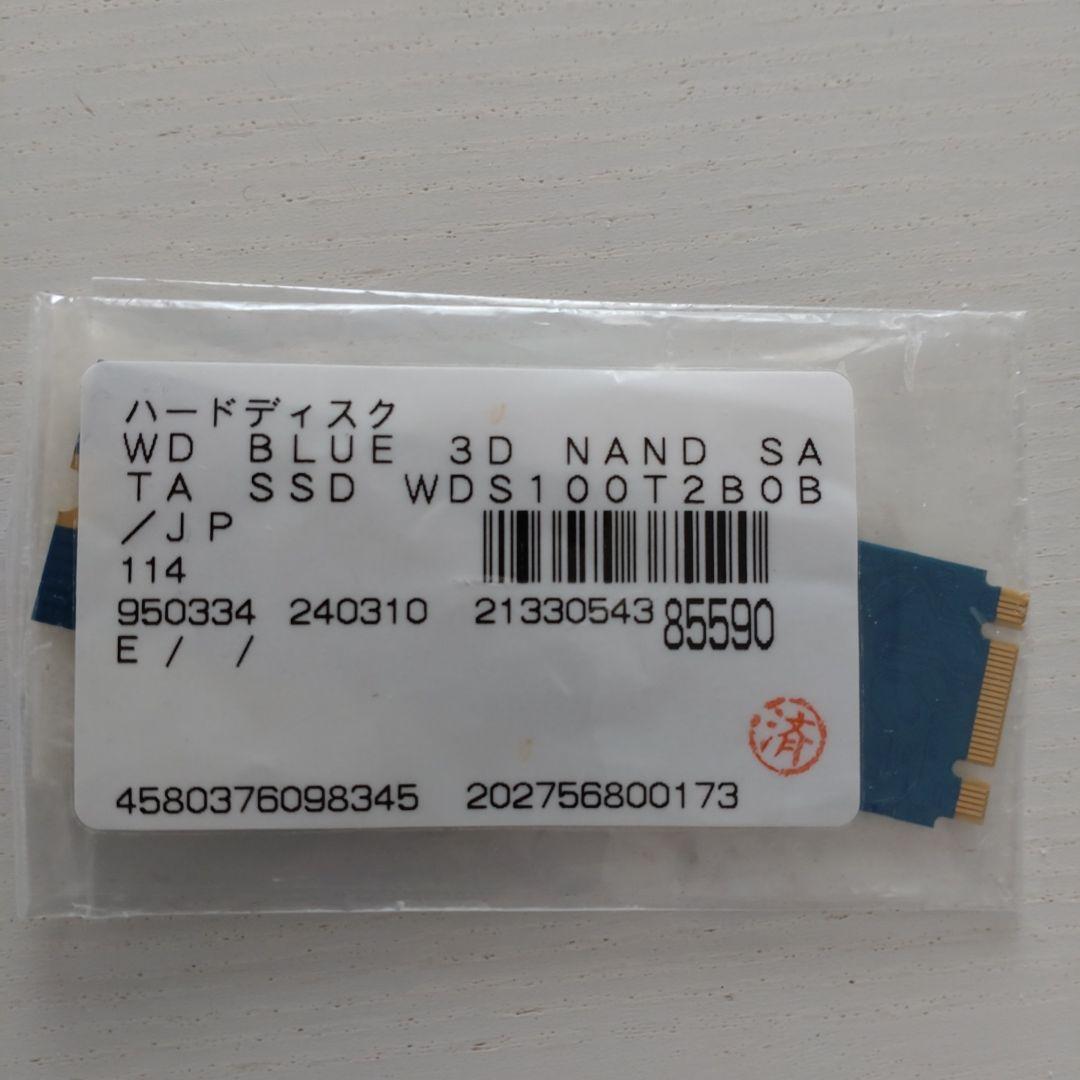 ハードディスク
WD BLUE 3D NAND SA
TA SSD WDS100T2B0B
/JP
114
950334 240310 21330543 85590
E / /
済
4580376098345 202756800173